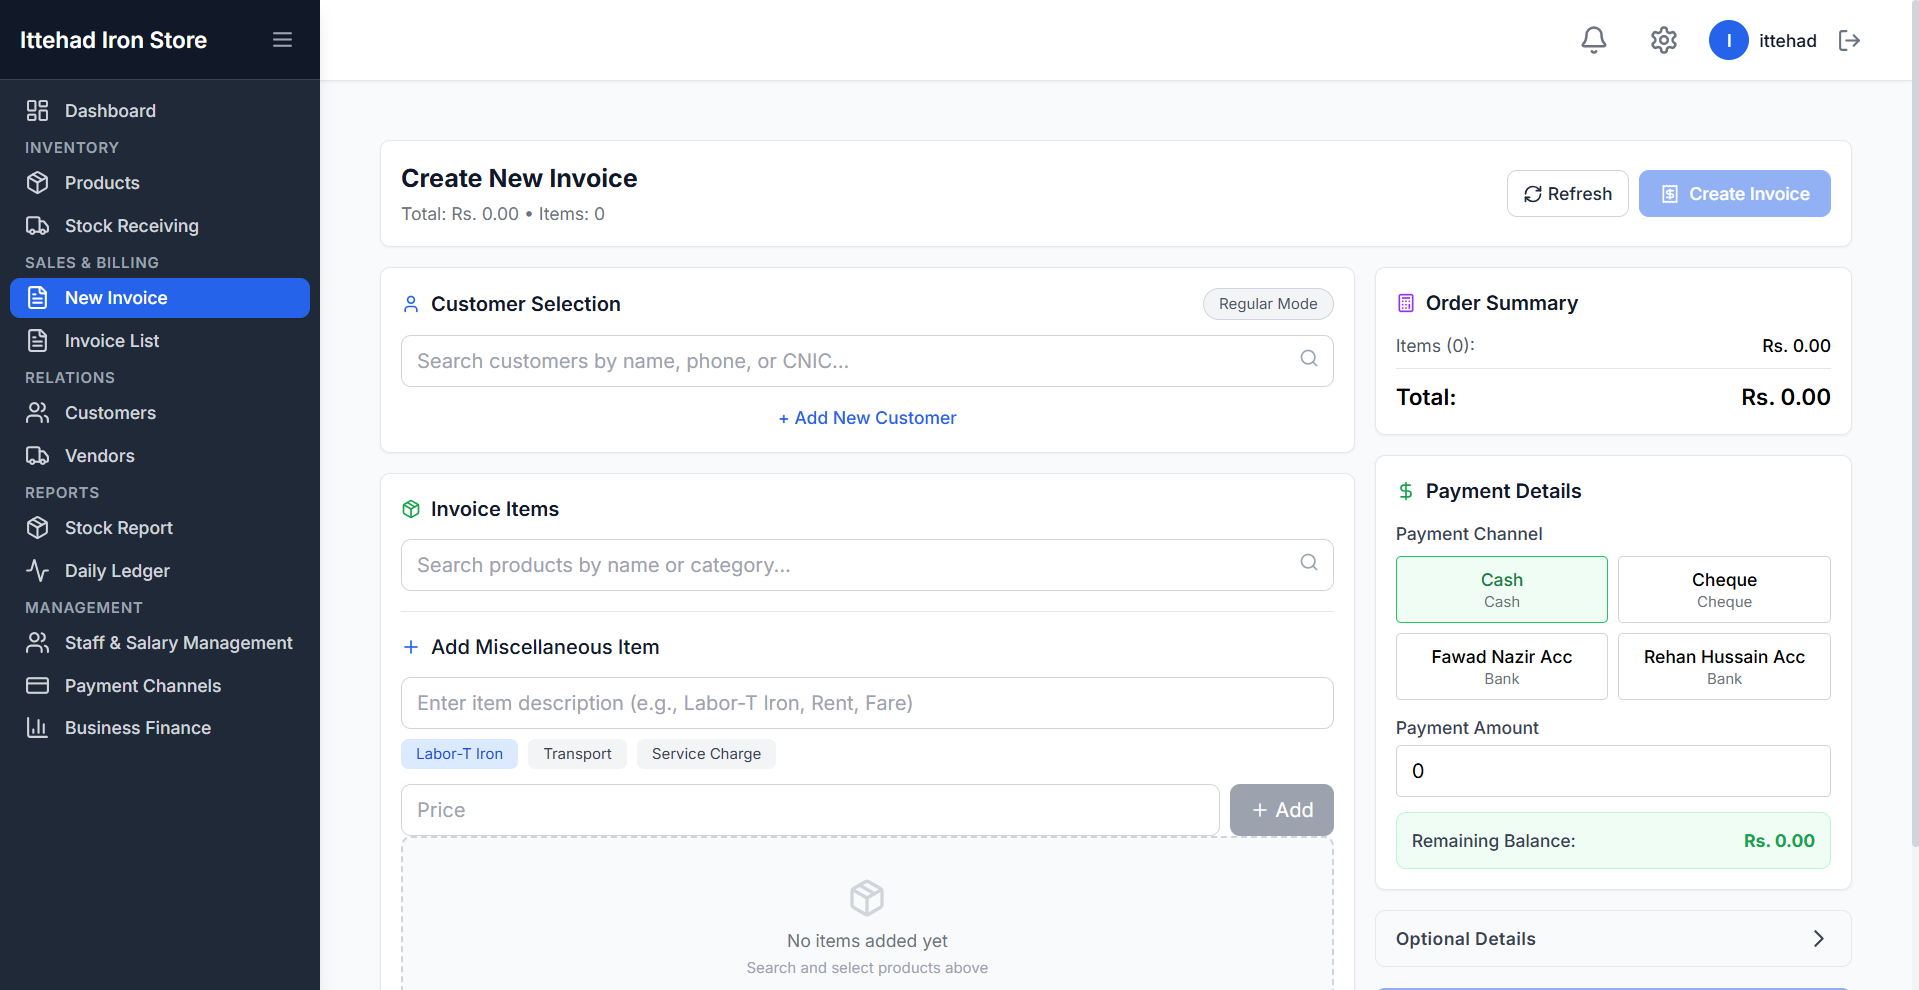 Ittehad Iron Store
I
ittehad
Dashboard
INVENTORY
Products
Stock Receiving
SALES & BILLING
New Invoice
Invoice List
RELATIONS
Customers
Vendors
REPORTS
Stock Report
Daily Ledger
MANAGEMENT
Staff & Salary Management
Payment Channels
Business Finance
Create New Invoice
Total: Rs. 0.00 • Items: 0
Refresh
Create Invoice
Customer Selection
Regular Mode
Search customers by name, phone, or CNIC...
+ Add New Customer
Invoice Items
Search products by name or category...
Add Miscellaneous Item
Enter item description (e.g., Labor-T Iron, Rent, Fare)
Labor-T Iron
Transport
Service Charge
Price
+ Add
No items added yet
Search and select products above
Order Summary
Items (0): Rs. 0.00
Total: Rs. 0.00
$ Payment Details
Payment Channel
Cash
Cash
Cheque
Cheque
Fawad Nazir Acc
Bank
Rehan Hussain Acc
Bank
Payment Amount
0
Remaining Balance: Rs. 0.00
Optional Details